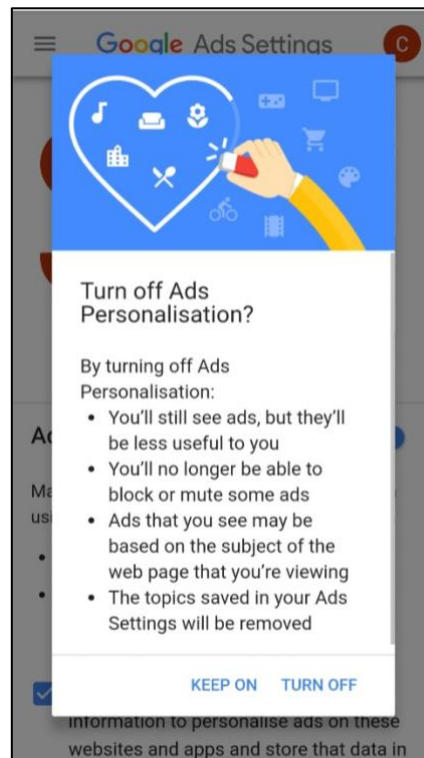 Google Ads Settings
C
Turn off Ads
Personalisation?
By turning off Ads
Personalisation:
• You'll still see ads, but they'll
be less useful to you
• You'll no longer be able to
block or mute some ads
• Ads that you see may be
based on the subject of the
web page that you're viewing
• The topics saved in your Ads
Settings will be removed
KEEP ON TURN OFF
information to personalise ads on these
websites and apps and store that data in